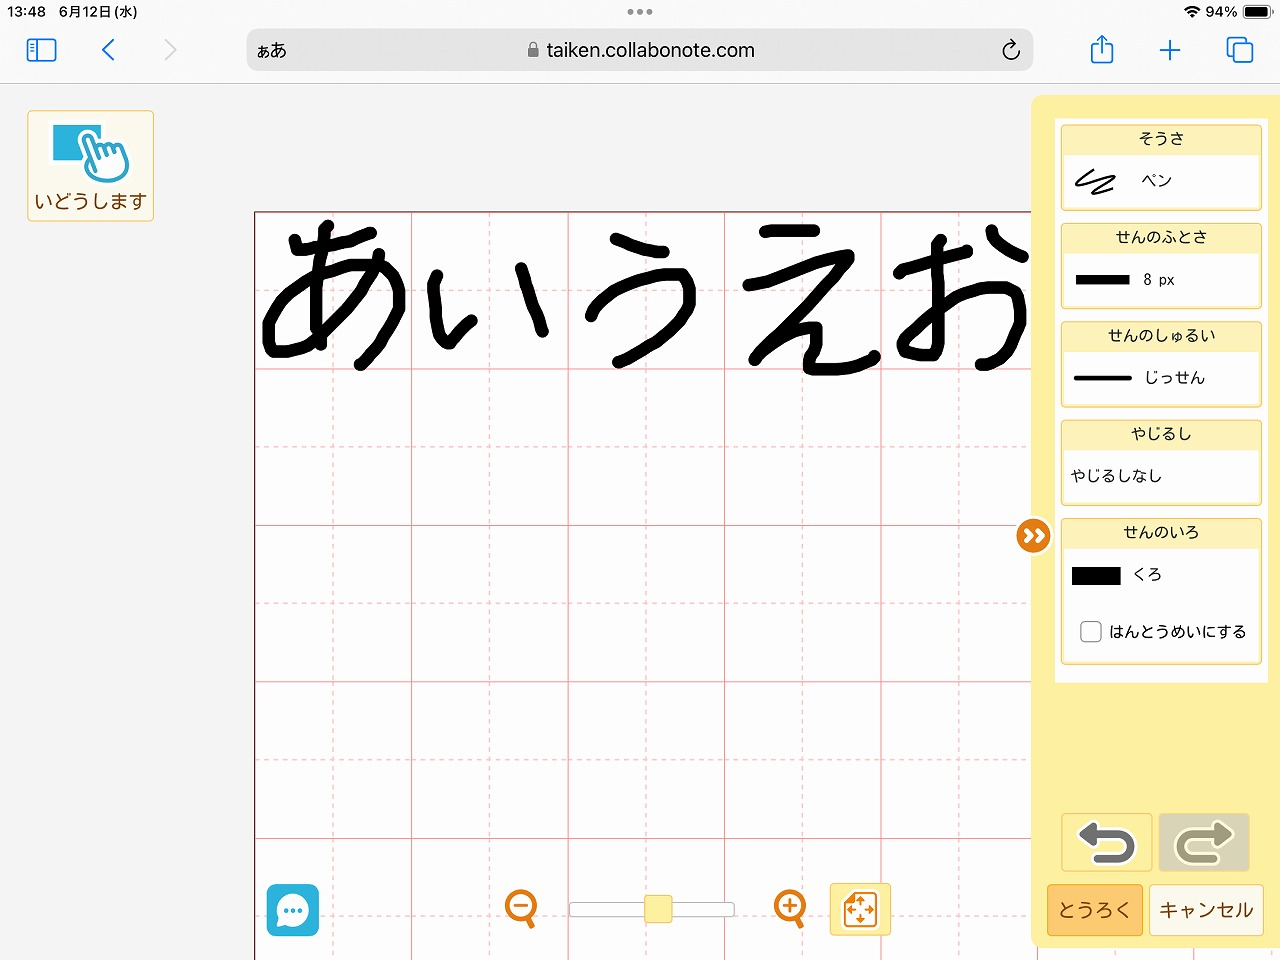 13:48 6月12日(水)
94%
ぁあ
taiken.collabonote.com
いどうします
あいうえお
そうさ
ペン
せんのふとさ
8 px
せんのしゅるい
じっせん
やじるし
やじるしなし
せんのいろ
くろ
はんとうめいにする
とうろく
キャンセル